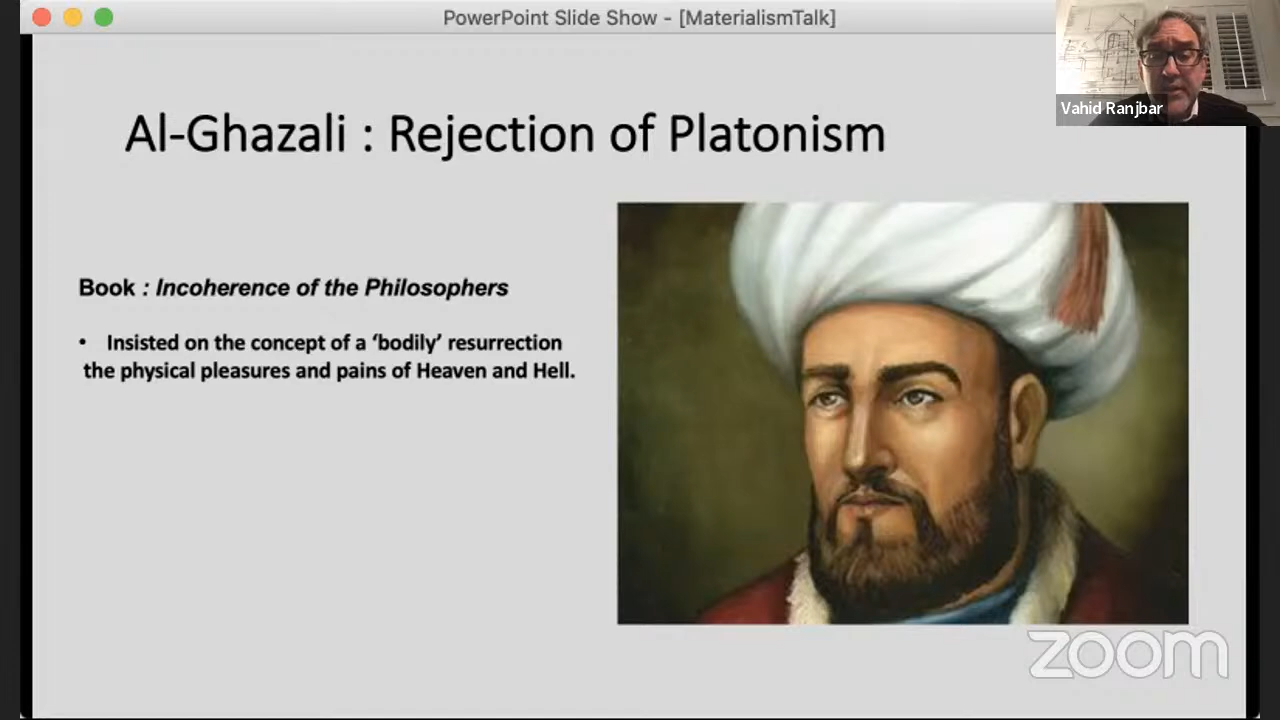 PowerPoint Slide Show - [MaterialismTalk]
Vahid Ranjbar
Al-Ghazali : Rejection of Platonism
Book : Incoherence of the Philosophers
• Insisted on the concept of a ‘bodily’ resurrection
the physical pleasures and pains of Heaven and Hell.
zoom